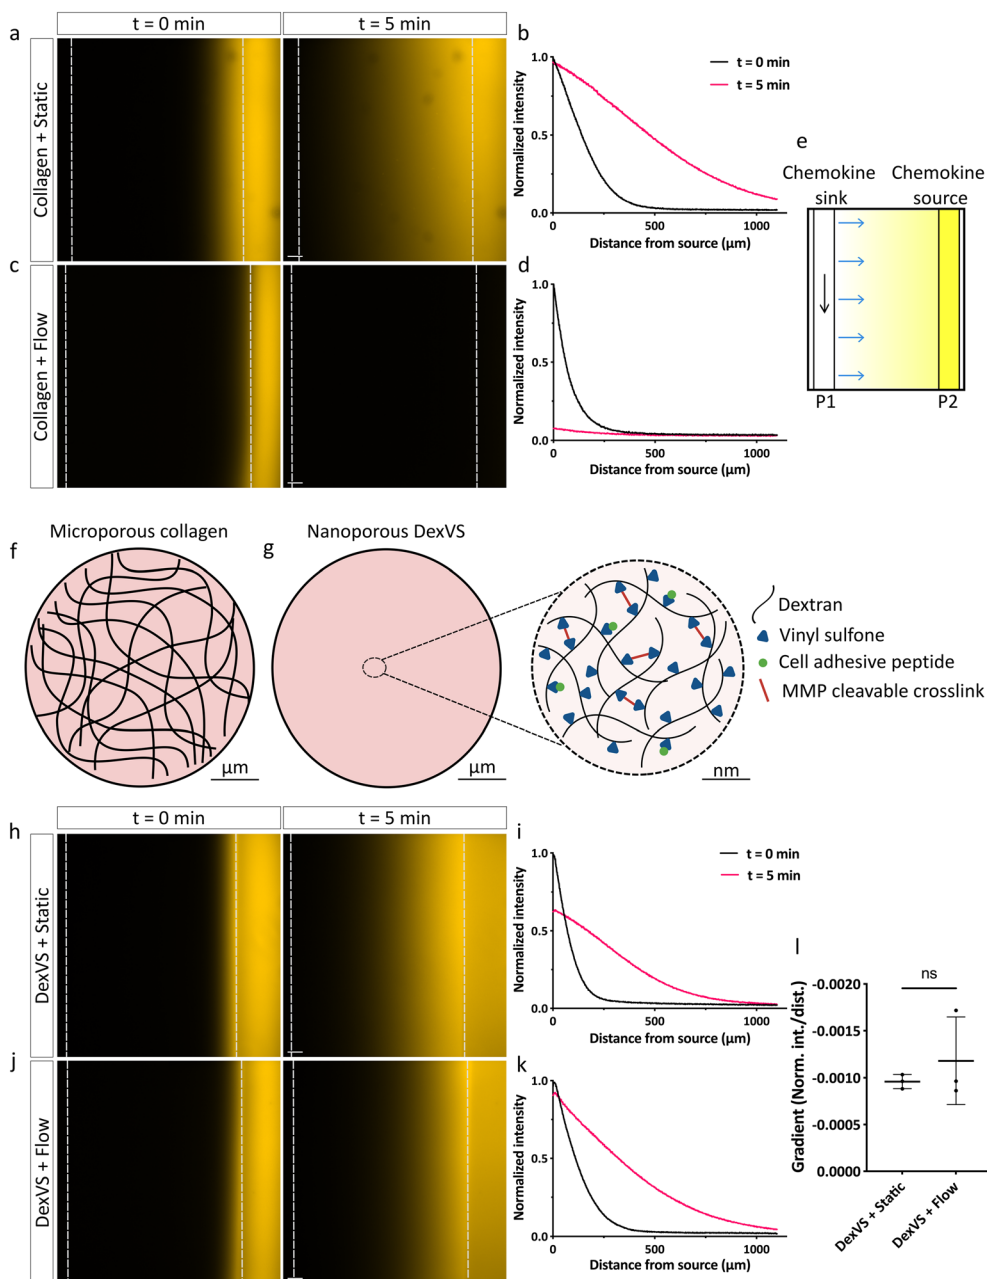 t = 0 min
t = 5 min
a
Collagen + Static
b
1.0
0.5
0.0
Normalized intensity
t = 0 min
t = 5 min
0
500
1000
Distance from source (µm)
c
Collagen + Flow
d
1.0
0.5
0.0
Normalized intensity
0
500
1000
Distance from source (µm)
e
Chemokine
sink
Chemokine
source
P1
P2
f
Microporous collagen
µm
g
Nanoporous DexVS
µm
nm
Dextran
Vinyl sulfone
Cell adhesive peptide
MMP cleavable crosslink
t = 0 min
t = 5 min
h
DexVS + Static
i
1.0
0.5
0.0
Normalized intensity
t = 0 min
t = 5 min
0
500
1000
Distance from source (µm)
j
DexVS + Flow
k
1.0
0.5
0.0
Normalized intensity
0
500
1000
Distance from source (µm)
l
Gradient (Norm. int./dist.)
-0.0020
-0.0015
-0.0010
-0.0005
0.0000
ns
DexVS + Static
DexVS + Flow